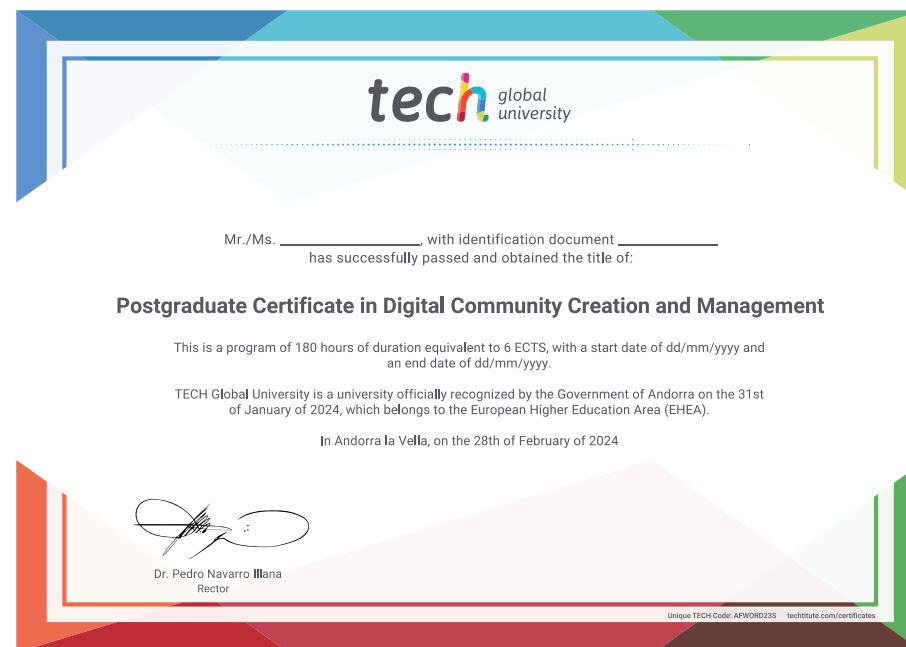 tech global
university
Mr./Ms. ____________, with identification document ____________
has successfully passed and obtained the title of:
Postgraduate Certificate in Digital Community Creation and Management
This is a program of 180 hours of duration equivalent to 6 ECTS, with a start date of dd/mm/yyyy and
an end date of dd/mm/yyyy.
TECH Global University is a university officially recognized by the Government of Andorra on the 31st
of January of 2024, which belongs to the European Higher Education Area (EHEA).
In Andorra la Vella, on the 28th of February of 2024
Dr. Pedro Navarro Illana
Rector
Unique TECH Code: AFWORD23S techtitute.com/certificates